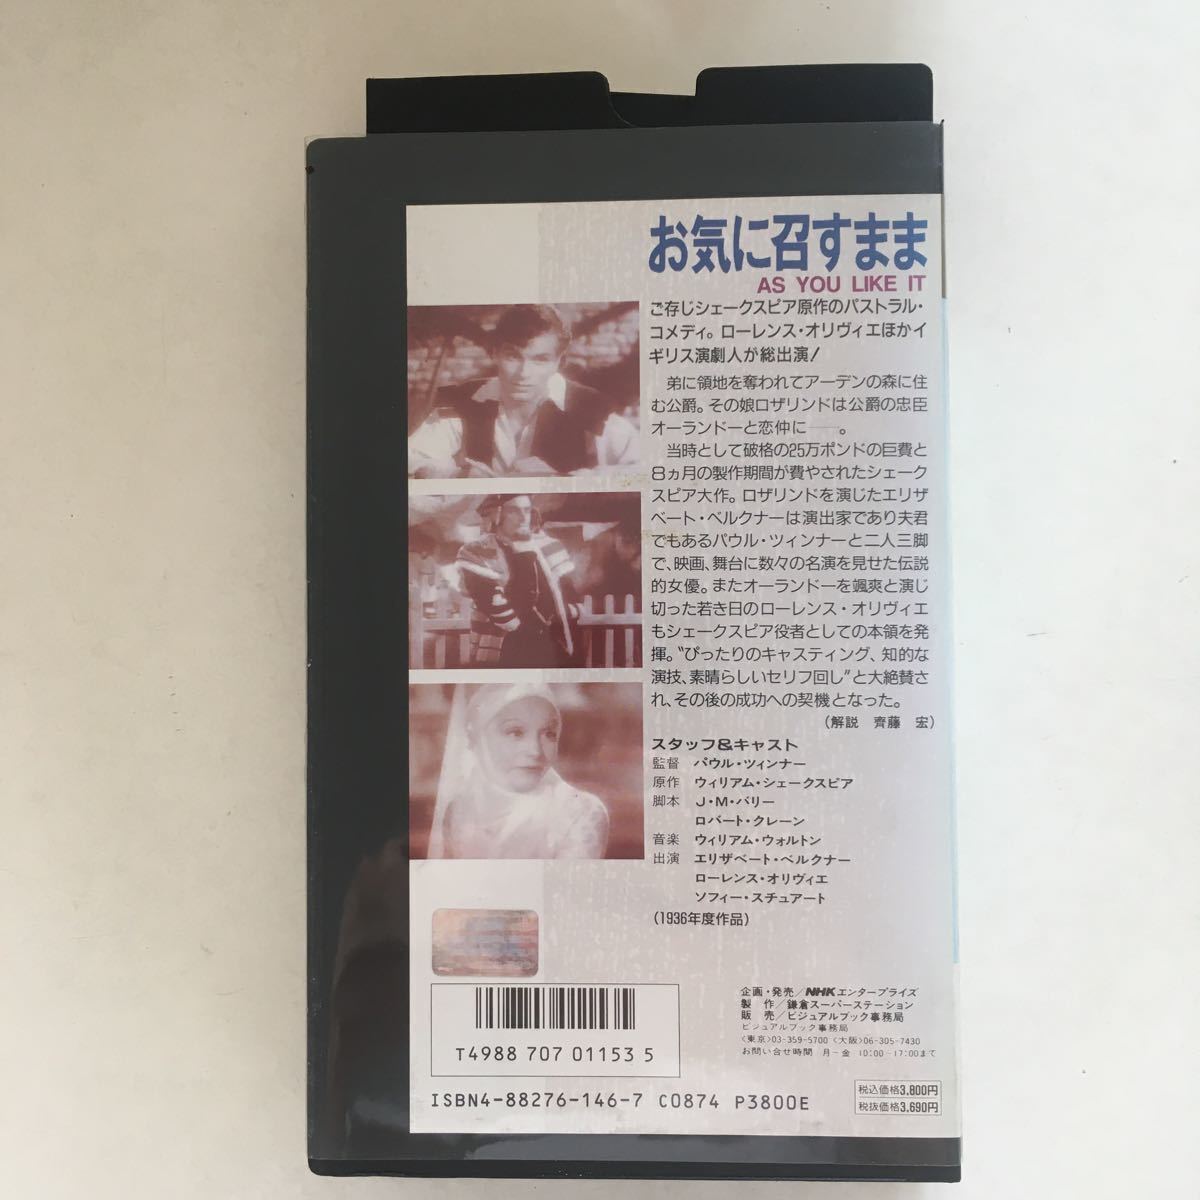 お気に召すまま
AS YOU LIKE IT
ご存じシェークスピア原作のパストラル・
コメディ。ローレンス・オリヴィエほかイ
ギリス演劇人が総出演!
弟に領地を奪われてアーデンの森に住
む公爵。その娘ロザリンドは公爵の忠臣
オーランドーと恋仲に――。
当時として破格の25万ポンドの巨費と
8ヵ月の製作期間が費やされたシェーク
スピア大作。ロザリンドを演じたエリザ
ベート・ベルクナーは演出家であり夫君
でもあるパウル・ツィンナーと二人三脚
で、映画、舞台に数々の名演を見せた伝説
的女優。またオーランドーを颯爽と演じ
切った若き日のローレンス・オリヴィエ
もシェークスピア役者としての本領を発
揮。“ぴったりのキャスティング、知的な
演技、素晴らしいセリフ回し”と大絶賛さ
れ、その後の成功への契機となった。
(解説 齊藤 宏)
スタッフ&キャスト
監督 パウル・ツィンナー
原作 ウィリアム・シェークスピア
脚本 J・M・バリー
ロバート・クレーン
音楽 ウィリアム・ウォルトン
出演 エリザベート・ベルクナー
ローレンス・オリヴィエ
ソフィー・スチュアート
(1936年度作品)
企画・発売/NHKエンタープライズ
製 作/鎌倉スーパーステーション
販 売/ビジュアルブック事務局
ビジュアルブック事務局
〈東京〉03-359-5700 〈大阪〉06-305-7430
お問い合せ時間 月-金 10:00-17:00まで
T4988 707 01153 5
ISBN4-88276-146-7 C0874 P3800E
税込価格3,800円
税抜価格3,690円